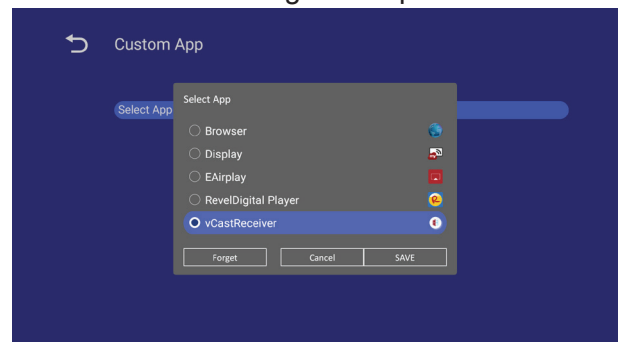 Custom App
Select App
Select App
Browser
Display
EAirplay
RevelDigital Player
vCastReceiver
Forget Cancel SAVE